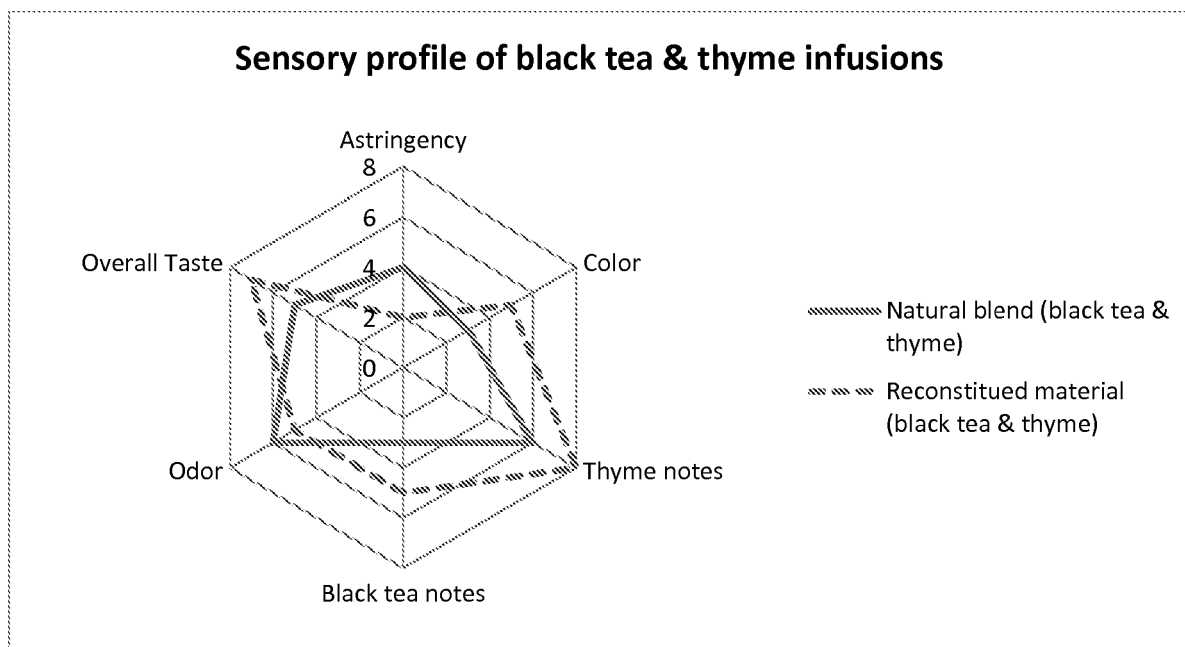 Sensory profile of black tea & thyme infusions
Astringency
8
6
4
2
0
Overall Taste
Color
Odor
Thyme notes
Black tea notes
Natural blend (black tea &
thyme)
Reconstitued material
(black tea & thyme)